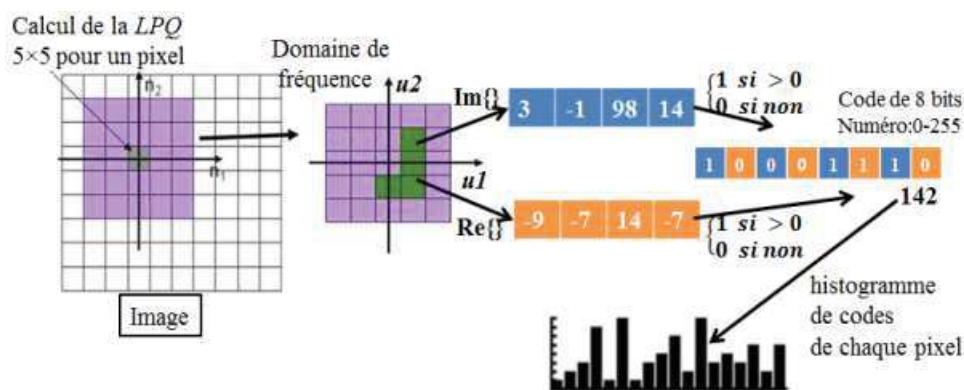 Calcul de la LPQ
5×5 pour un pixel
n2
n1
Image
Domaine de
fréquence
u2
u1
Im{}
3 -1 98 14
{1 si > 0
0 si non
Re{}
-9 -7 14 -7
{1 si > 0
0 si non
Code de 8 bits
Numéro:0-255
1 0 0 0 1 1 1 0
142
histogramme
de codes
de chaque pixel